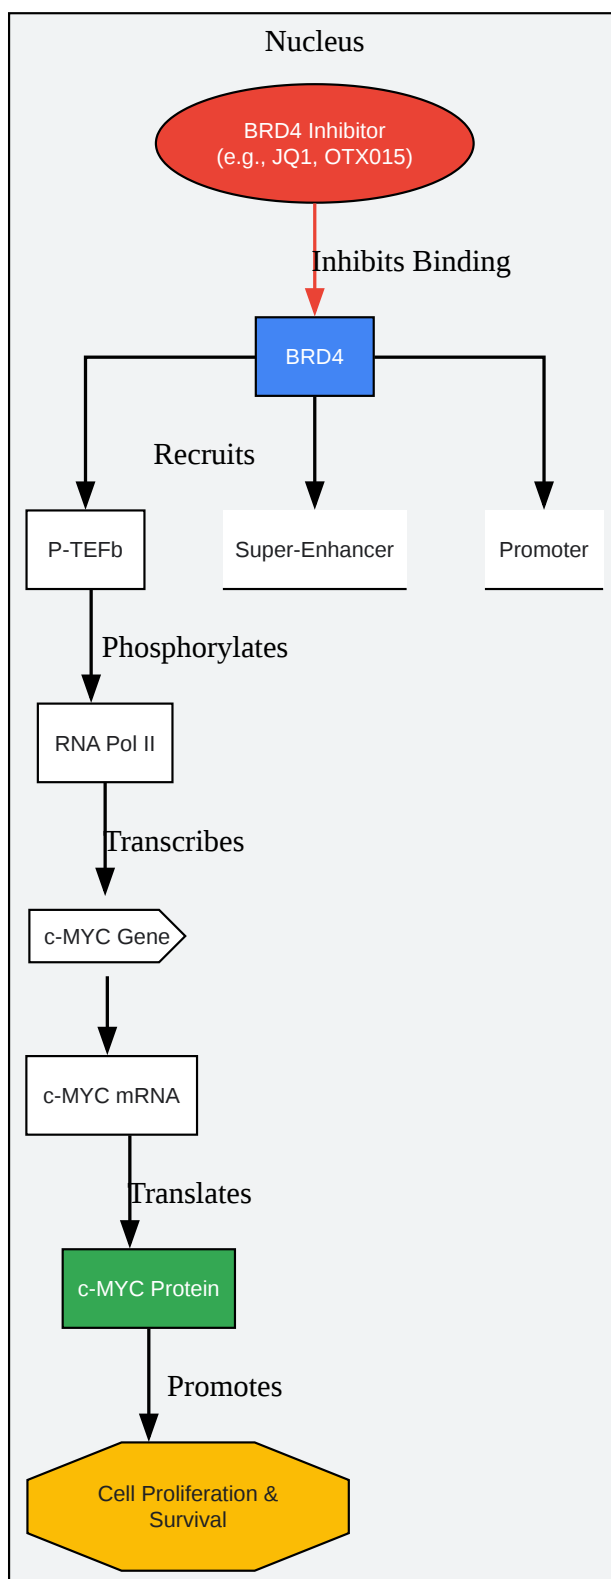 Nucleus
BRD4 Inhibitor
(e.g., JQ1, OTX015)
Inhibits Binding
BRD4
Recruits
P-TEFb
Super-Enhancer
Promoter
Phosphorylates
RNA Pol II
Transcribes
c-MYC Gene
c-MYC mRNA
Translates
c-MYC Protein
Promotes
Cell Proliferation &
Survival